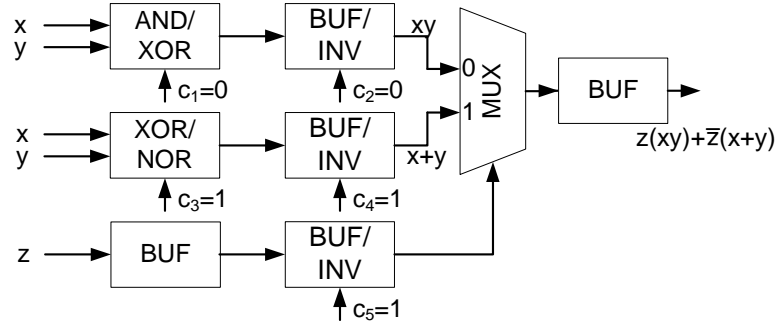 x
y
AND/
XOR
c₁=0
BUF/
INV
c₂=0
xy
0
1
MUX
BUF
z(xy)+z̅(x+y)
x
y
XOR/
NOR
c₃=1
BUF/
INV
c₄=1
x+y
z
BUF
BUF/
INV
c₅=1